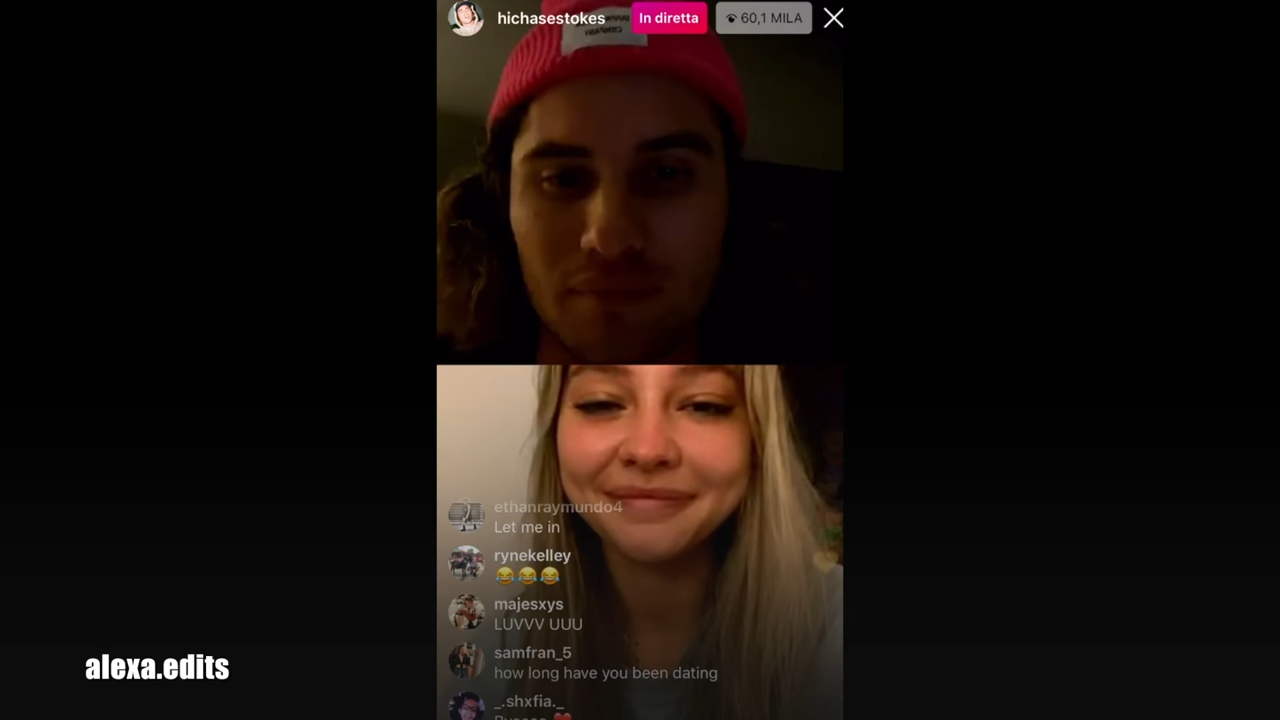 hichasestokes
In diretta
60,1 MILA
COMPANY
ethanraymundo4
Let me in
rynekelley
😂😂😂
majesxys
LUVVV UUU
samfran_5
how long have you been dating
_.shxfia._
alexa.edits